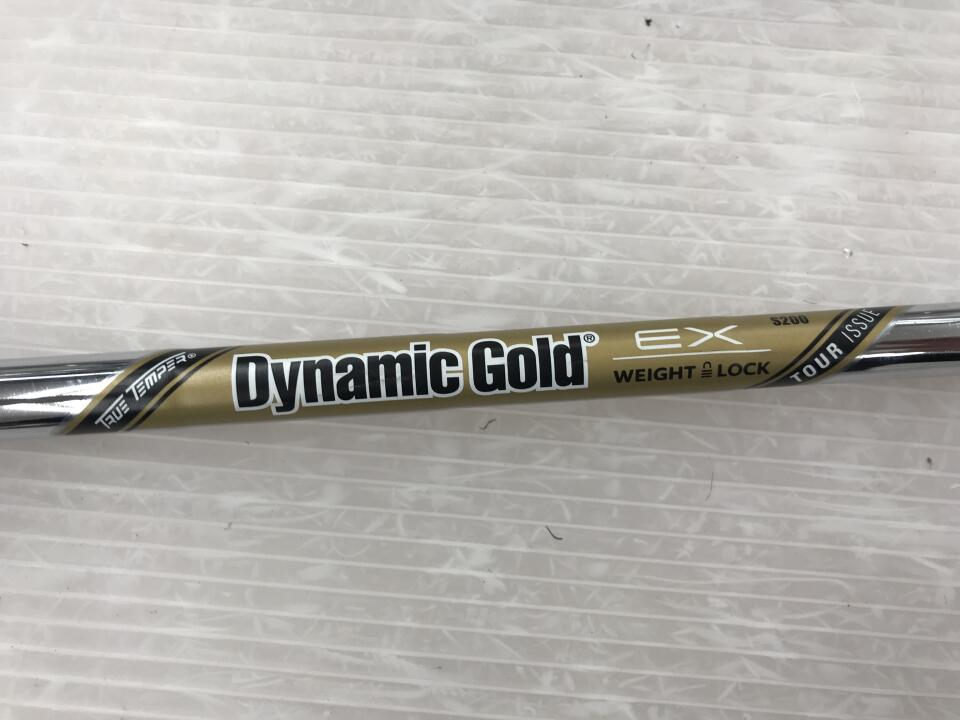 TRUE TEMPER®
Dynamic Gold®
EX
WEIGHT LOCK
S200
TOUR ISSUE